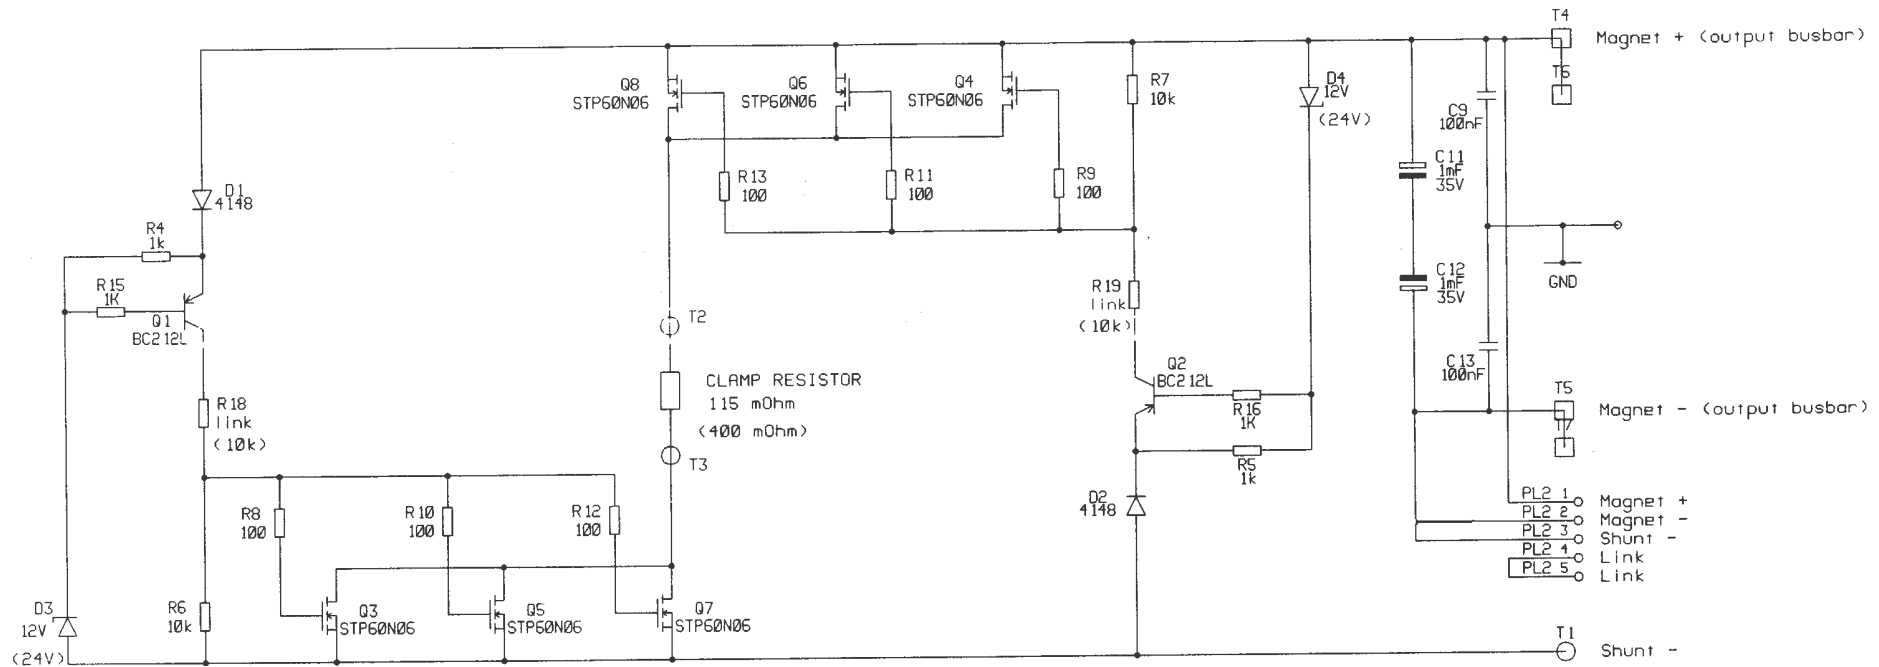 T4
Magnet + (output busbar)
T6
Q8
STP60N06
Q6
STP60N06
Q4
STP60N06
R7
10k
D4
12V
(24V)
C9
100nF
C11
1mF
35V
R13
100
R11
100
R9
100
D1
4148
R4
1k
R15
1K
Q1
BC212L
T2
R19
link
(10k)
C12
1mF
35V
GND
C13
100nF
Q2
BC212L
CLAMP RESISTOR
115 mOhm
(400 mOhm)
R18
link
(10k)
R16
1K
T5
Magnet - (output busbar)
T7
T3
R5
1k
D2
4148
R8
100
R10
100
R12
100
PL2 1
Magnet +
PL2 2
Magnet -
PL2 3
Shunt -
PL2 4
Link
PL2 5
Link
D3
12V
(24V)
R6
10k
Q3
STP60N06
Q5
STP60N06
Q7
STP60N06
T1
Shunt -